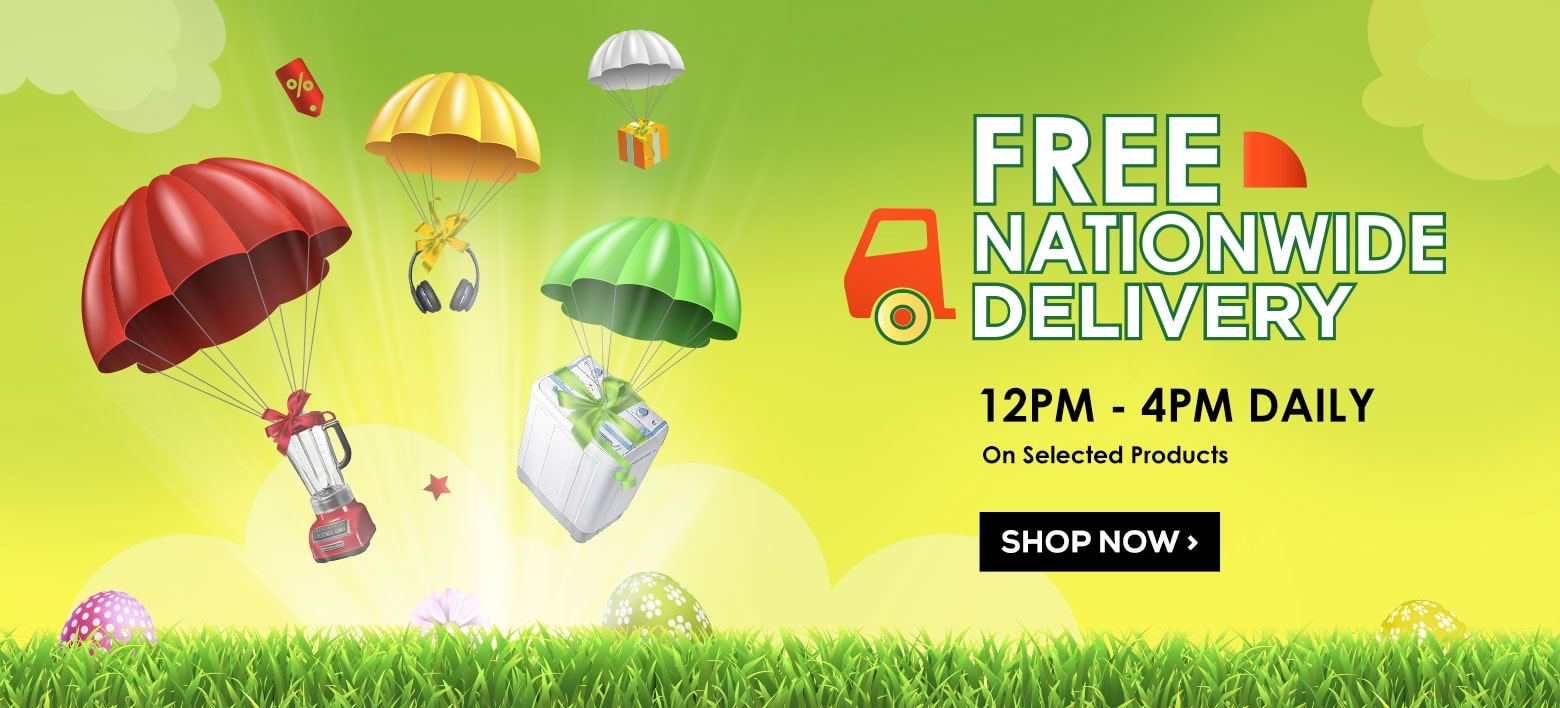 %
FREE
NATIONWIDE
DELIVERY
12PM - 4PM DAILY
On Selected Products
SHOP NOW >